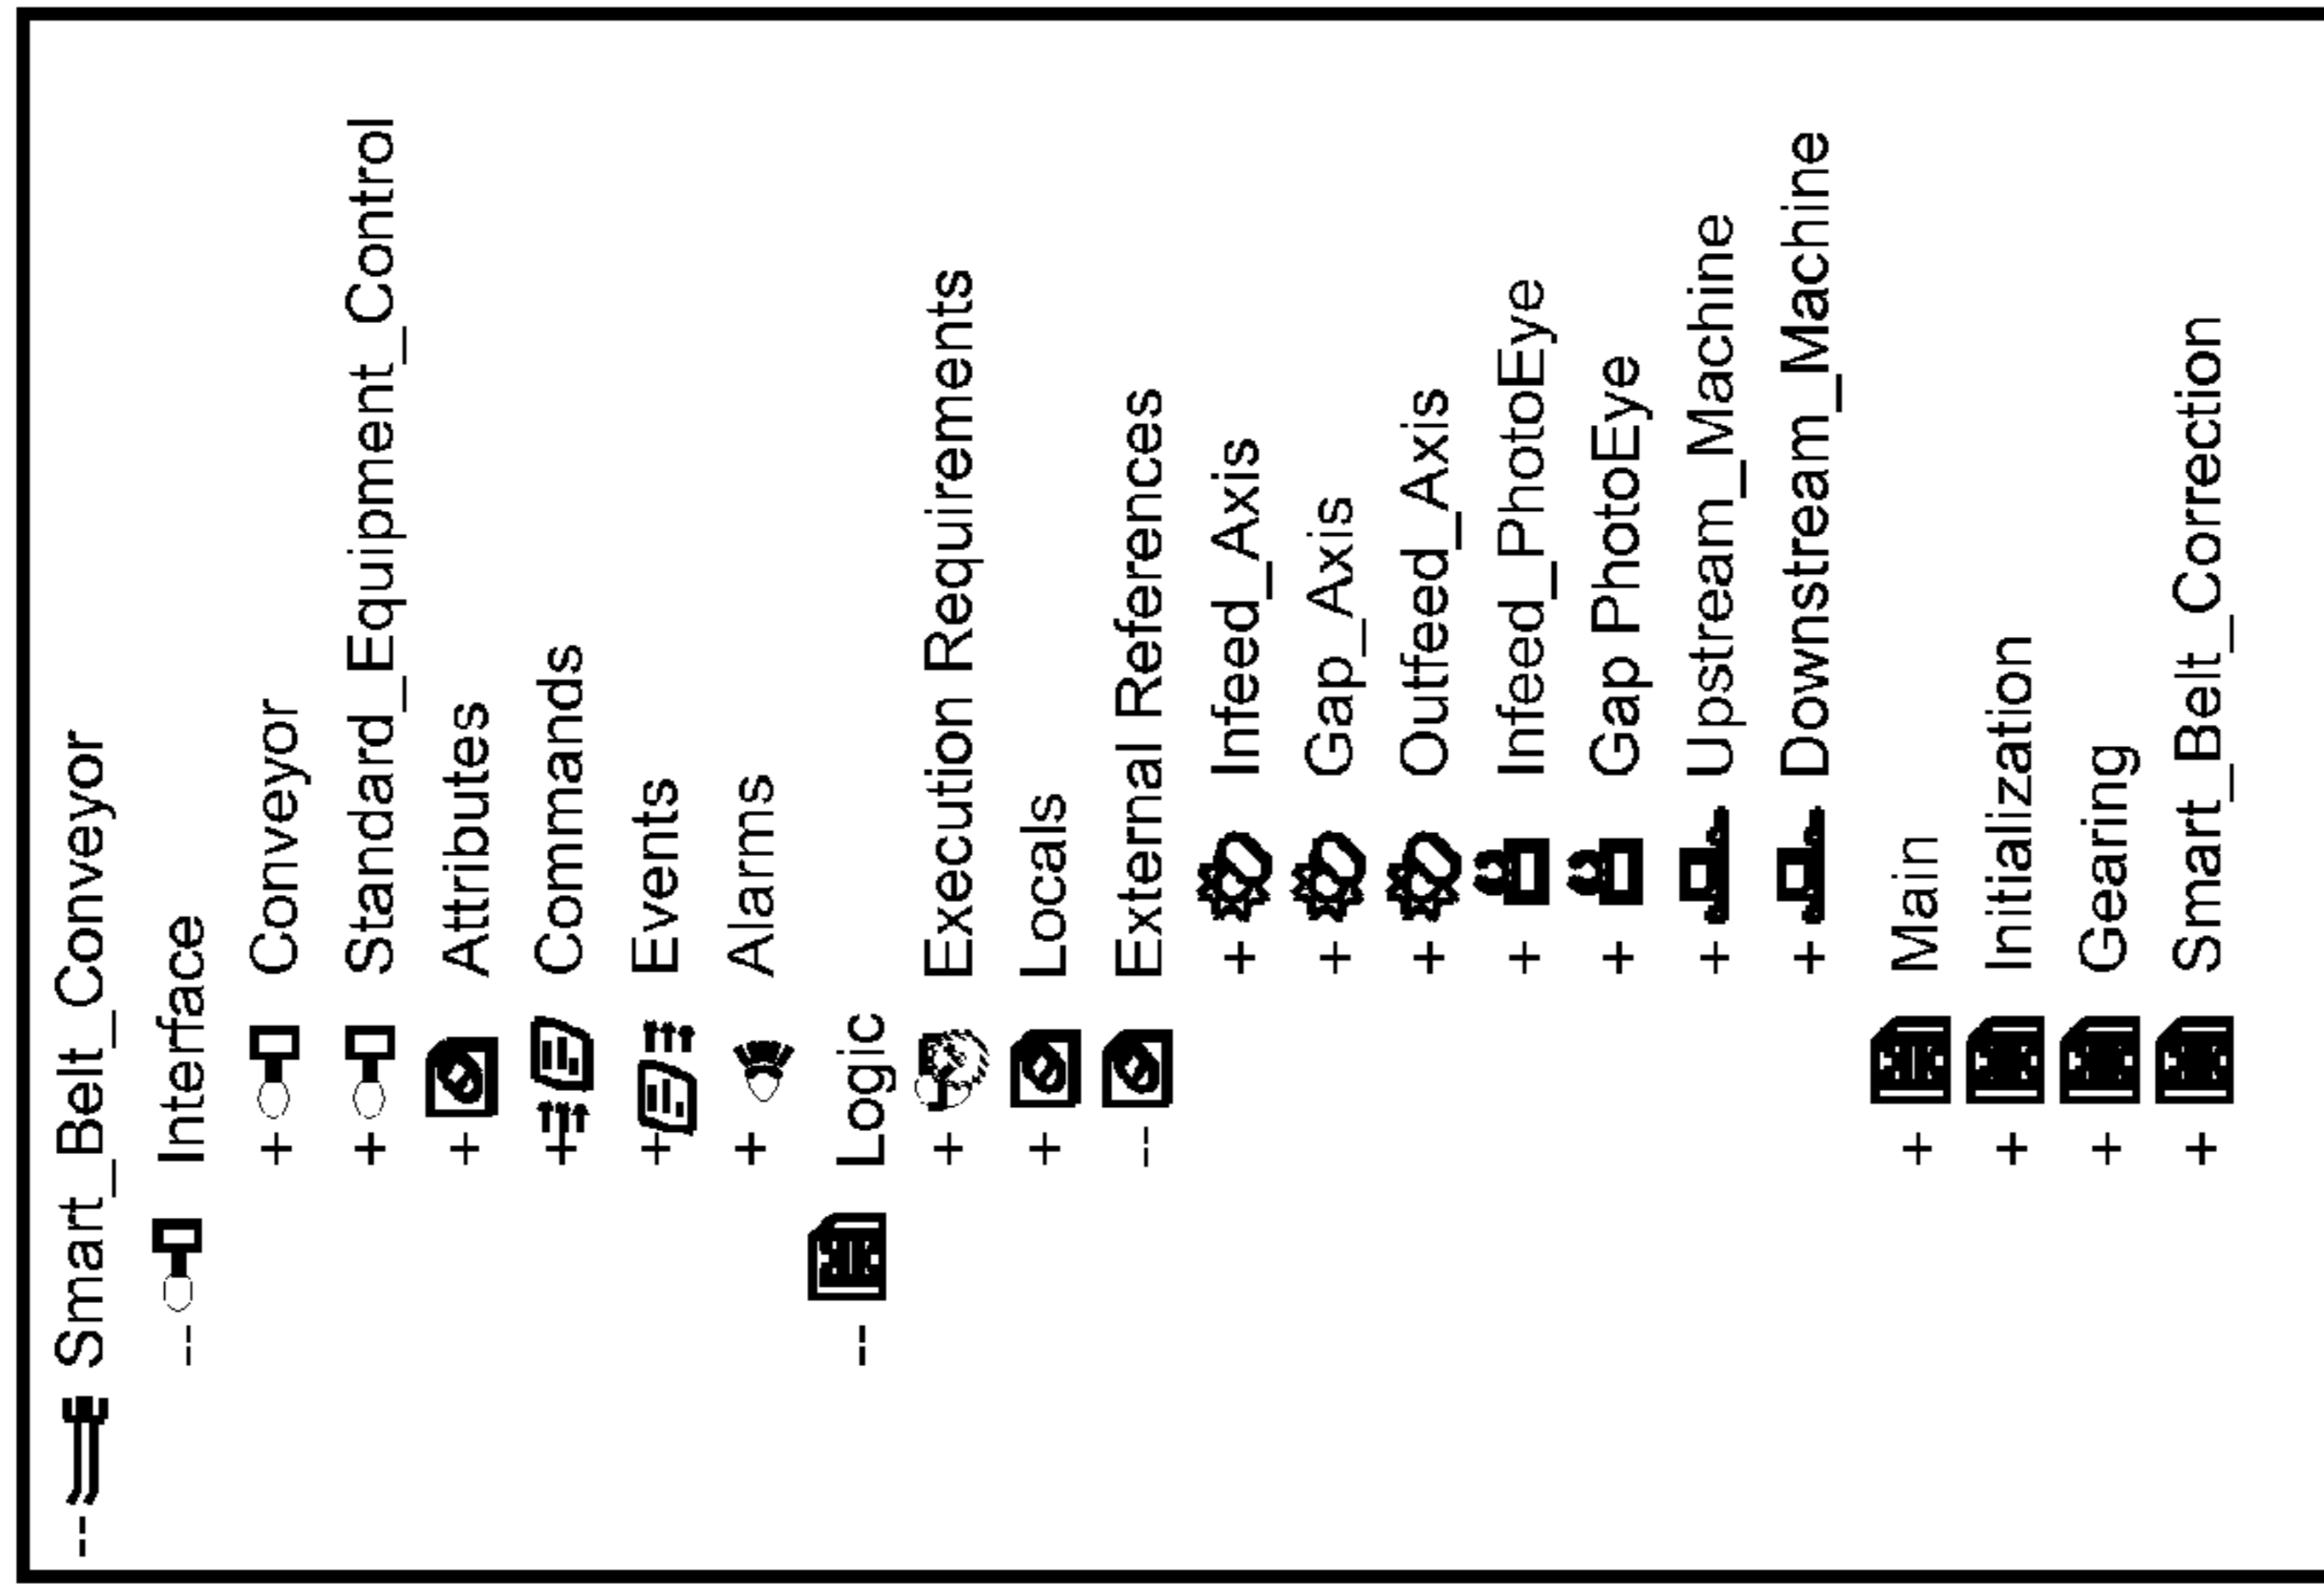 -- Smart_Belt_Conveyor
-- Interface
+ Conveyor
+ Standard_Equipment_Control
+ Attributes
+ Commands
+ Events
+ Alarms
-- Logic
+ Execution Requirements
+ Locals
-- External References
+ Infeed_Axis
+ Gap_Axis
+ Outfeed_Axis
+ Infeed_PhotoEye
+ Gap PhotoEye
+ Upstream_Machine
+ Downstream_Machine
+ Main
+ Initialization
+ Gearing
+ Smart_Belt_Correction